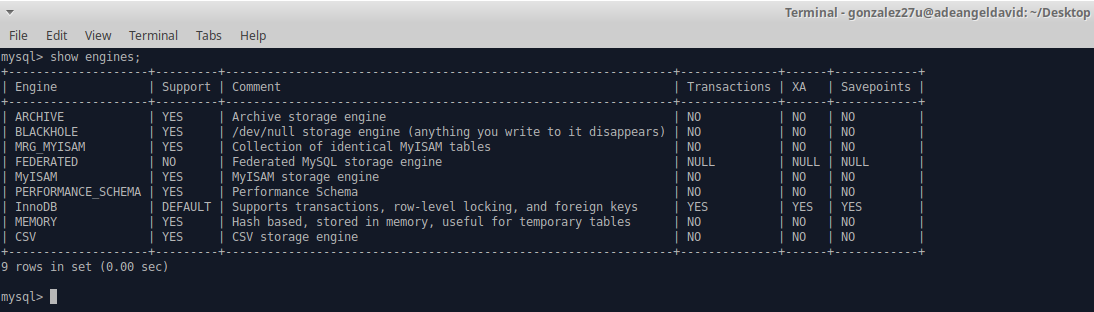 Terminal - gonzalez27u@adeangeldavid: ~/Desktop
File Edit View Terminal Tabs Help
mysql> show engines;
+--------------------+---------+----------------------------------------------------------------+--------------+------+------------+
| Engine             | Support | Comment                                                        | Transactions | XA   | Savepoints |
+--------------------+---------+----------------------------------------------------------------+--------------+------+------------+
| ARCHIVE            | YES     | Archive storage engine                                         | NO           | NO   | NO         |
| BLACKHOLE          | YES     | /dev/null storage engine (anything you write to it disappears) | NO           | NO   | NO         |
| MRG_MYISAM         | YES     | Collection of identical MyISAM tables                          | NO           | NO   | NO         |
| FEDERATED          | NO      | Federated MySQL storage engine                                 | NULL         | NULL | NULL       |
| MyISAM             | YES     | MyISAM storage engine                                          | NO           | NO   | NO         |
| PERFORMANCE_SCHEMA | YES     | Performance Schema                                             | NO           | NO   | NO         |
| InnoDB             | DEFAULT | Supports transactions, row-level locking, and foreign keys     | YES          | YES  | YES        |
| MEMORY             | YES     | Hash based, stored in memory, useful for temporary tables      | NO           | NO   | NO         |
| CSV                | YES     | CSV storage engine                                             | NO           | NO   | NO         |
+--------------------+---------+----------------------------------------------------------------+--------------+------+------------+
9 rows in set (0.00 sec)
mysql>